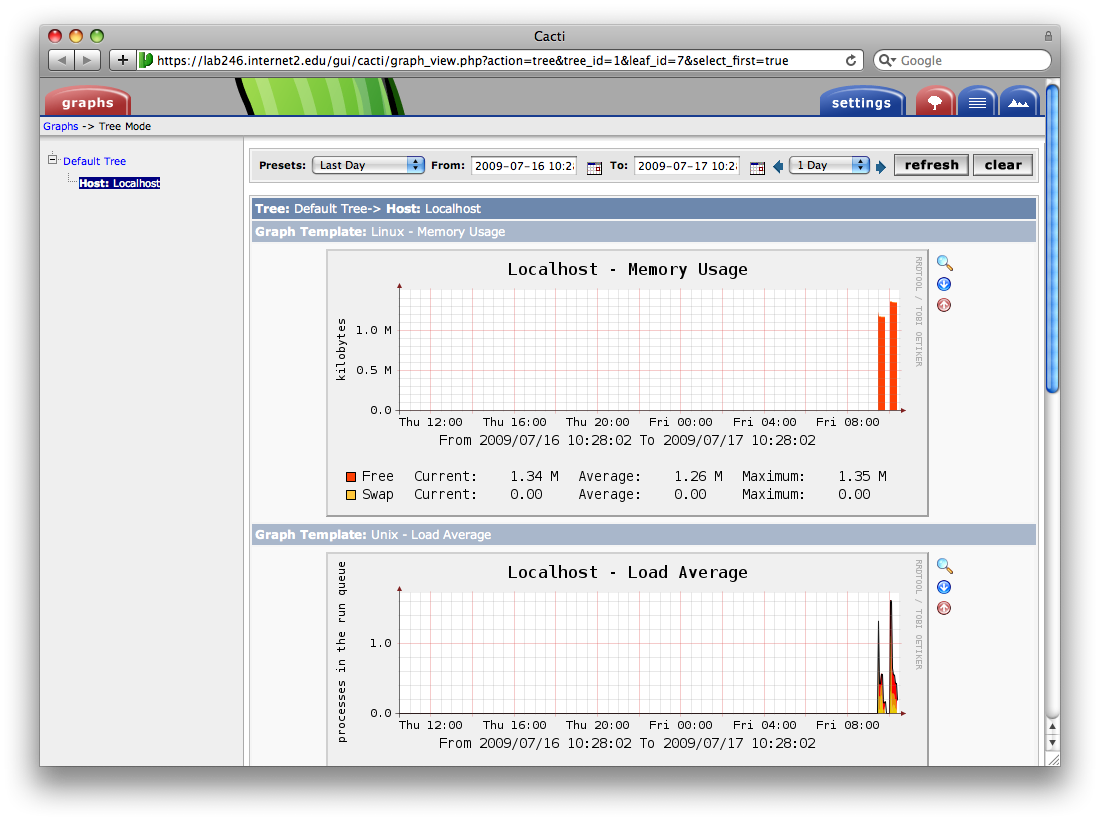 Cacti
https://lab246.internet2.edu/gui/cacti/graph_view.php?action=tree&tree_id=1&leaf_id=7&select_first=true
Google
graphs
settings
Graphs -> Tree Mode
Default Tree
Host: Localhost
Presets: Last Day From: 2009-07-16 10:2 To: 2009-07-17 10:2 1 Day refresh clear
Tree: Default Tree-> Host: Localhost
Graph Template: Linux - Memory Usage
Localhost - Memory Usage
RRDTOOL / TOBI OETIKER
kilobytes
1.0 M
0.5 M
0.0
Thu 12:00 Thu 16:00 Thu 20:00 Fri 00:00 Fri 04:00 Fri 08:00
From 2009/07/16 10:28:02 To 2009/07/17 10:28:02
Free Current: 1.34 M Average: 1.26 M Maximum: 1.35 M
Swap Current: 0.00 Average: 0.00 Maximum: 0.00
Graph Template: Unix - Load Average
Localhost - Load Average
RRDTOOL / TOBI OETIKER
processes in the run queue
1.0
0.0
Thu 12:00 Thu 16:00 Thu 20:00 Fri 00:00 Fri 04:00 Fri 08:00
From 2009/07/16 10:28:02 To 2009/07/17 10:28:02